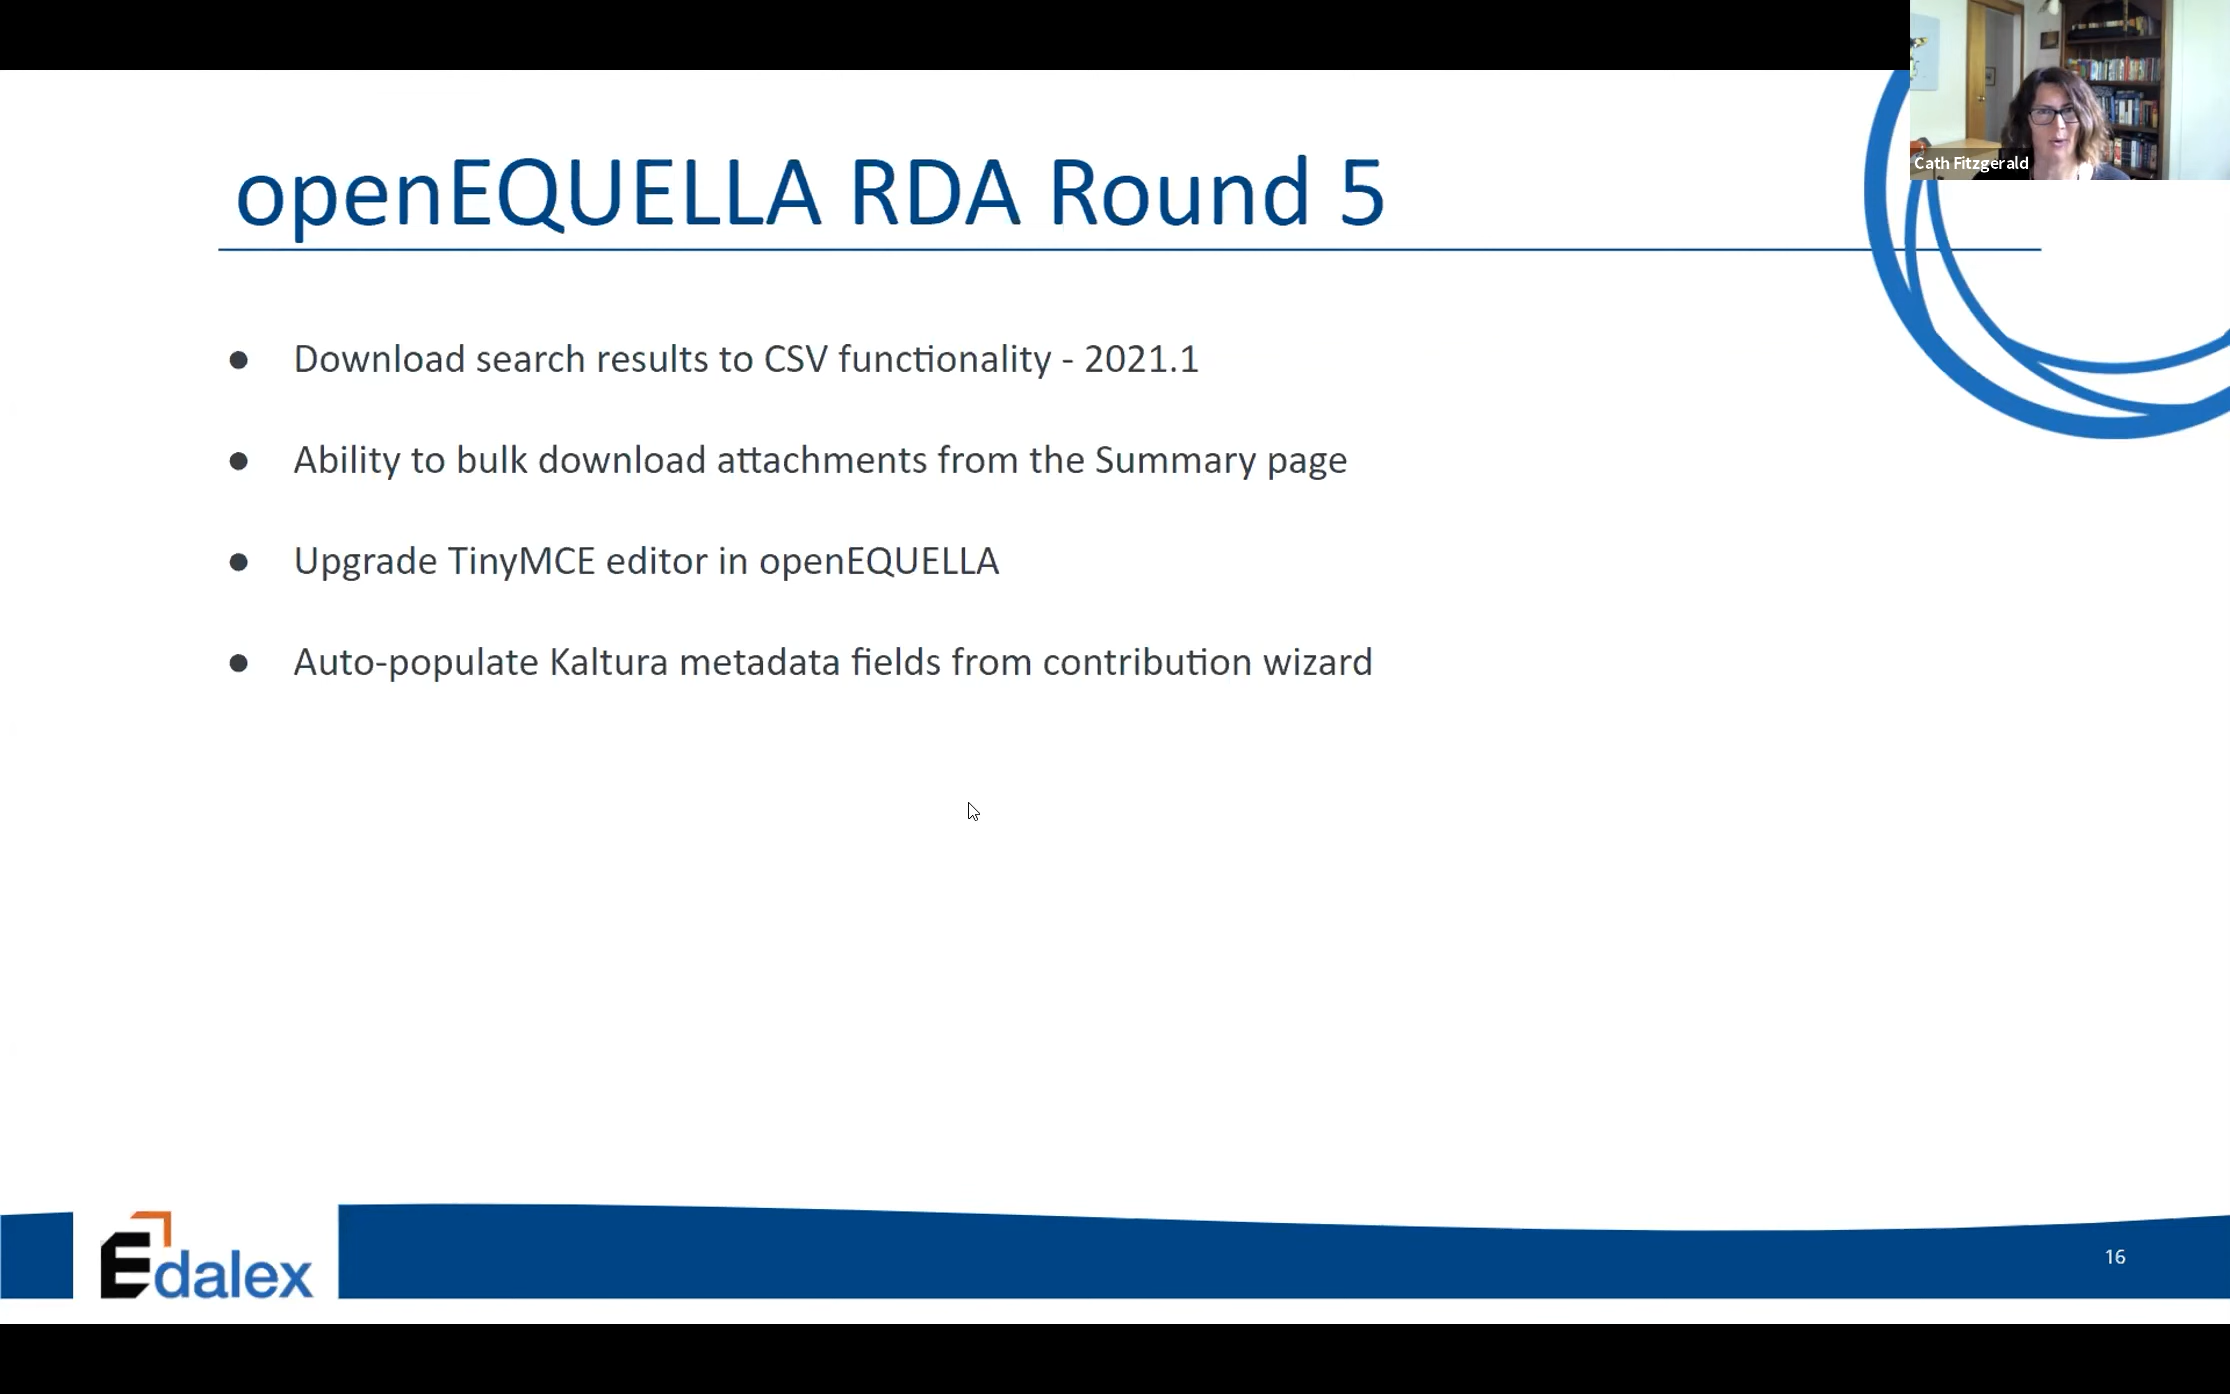 Cath Fitzgerald
openEQUELLA RDA Round 5
● Download search results to CSV functionality - 2021.1
● Ability to bulk download attachments from the Summary page
● Upgrade TinyMCE editor in openEQUELLA
● Auto-populate Kaltura metadata fields from contribution wizard
Edalex
16